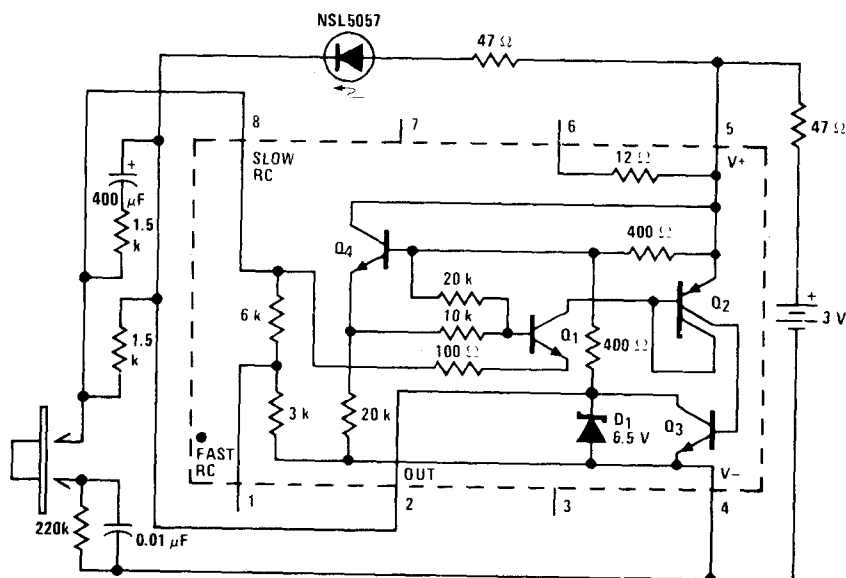 NSL5057
47 Ω
47 Ω
8
7
6
5
SLOW
RC
V+
12 Ω
+
400 μF
1.5
k
Q4
400 Ω
20 k
Q2
+
3 V
6 k
10 k
Q1
1.5
k
100 Ω
400 Ω
3 k
20 k
D1
6.5 V
Q3
FAST
RC
OUT
V–
1
2
3
4
220k
0.01 μF